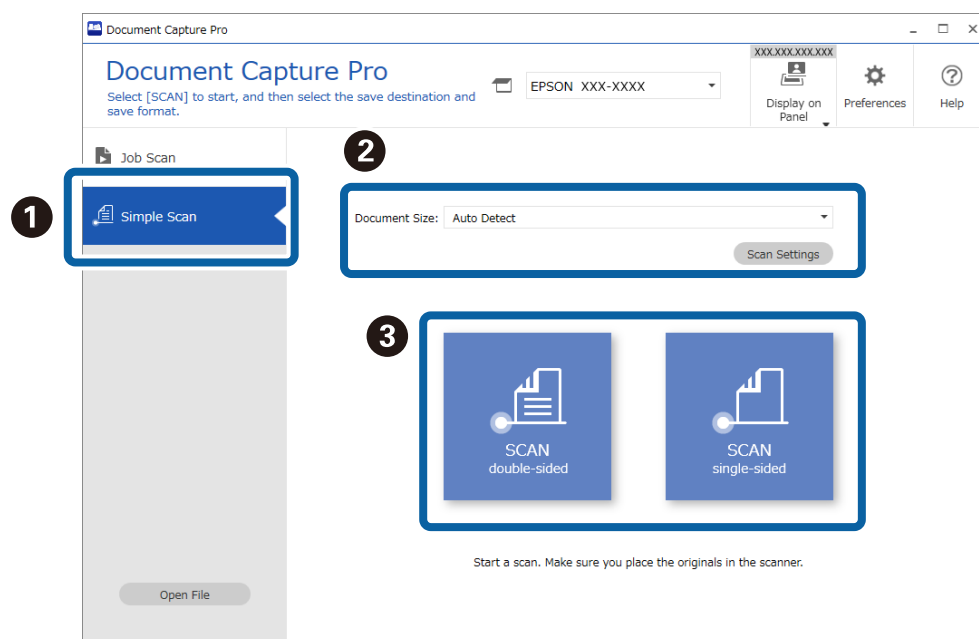 Document Capture Pro
Document Capture Pro
Select [SCAN] to start, and then select the save destination and
save format.
EPSON XXX-XXXX
XXX.XXX.XXX.XXX
Display on
Panel
Preferences
Help
Job Scan
1
Simple Scan
2
Document Size: Auto Detect
Scan Settings
3
SCAN
double-sided
SCAN
single-sided
Start a scan. Make sure you place the originals in the scanner.
Open File